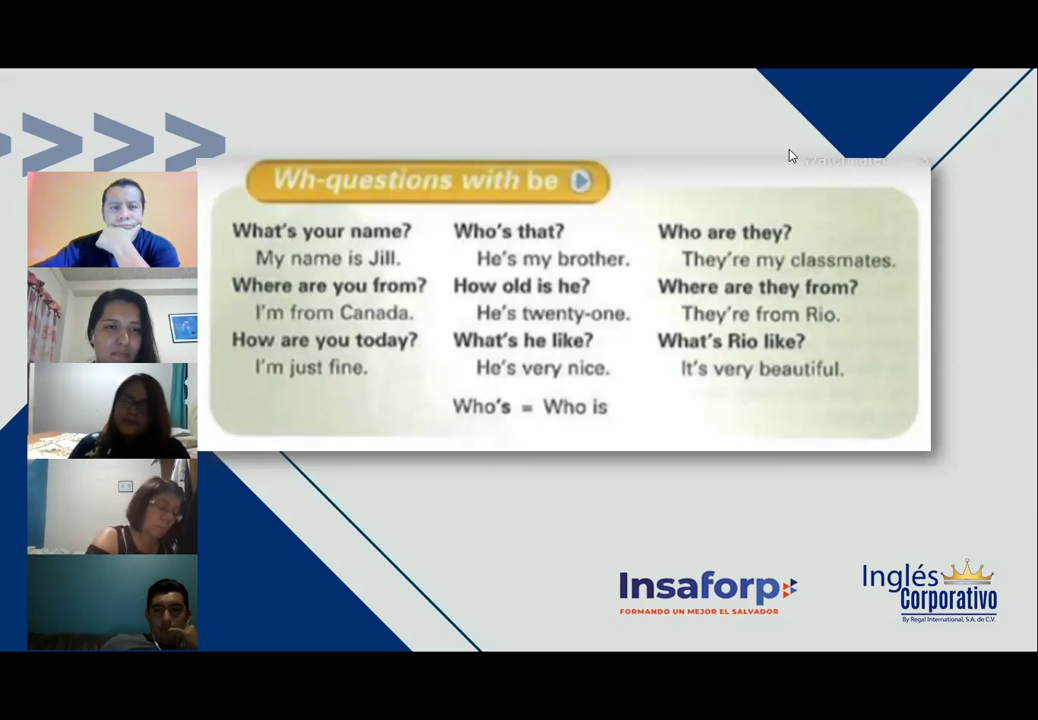 Wh-questions with be
What's your name?
My name is Jill.
Where are you from?
I'm from Canada.
How are you today?
I'm just fine.
Who's that?
He's my brother.
How old is he?
He's twenty-one.
What's he like?
He's very nice.
Who's = Who is
Who are they?
They're my classmates.
Where are they from?
They're from Rio.
What's Rio like?
It's very beautiful.
Insaforp
FORMANDO UN MEJOR EL SALVADOR
Inglés
Corporativo
By Regal International, S.A. de C.V.